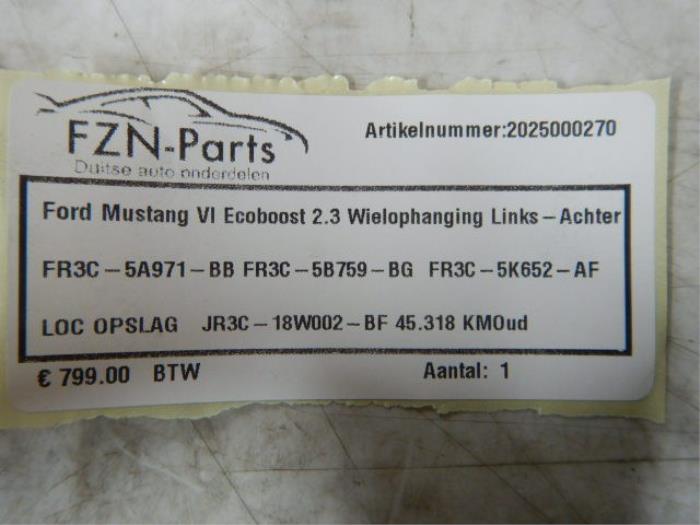 FZN-Parts
Duitse auto onderdelen
Artikelnummer:2025000270
Ford Mustang VI Ecoboost 2.3 Wielophanging Links-Achter
FR3C-5A971-BB FR3C-5B759-BG FR3C-5K652-AF
LOC OPSLAG JR3C-18W002-BF 45.318 KMOud
€ 799.00 BTW
Aantal: 1